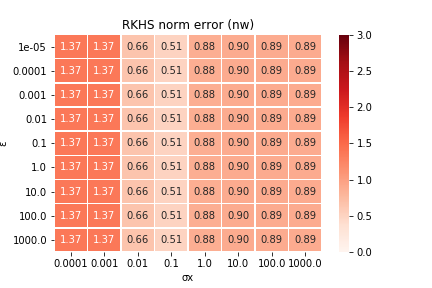 RKHS norm error (nw)
1e-05 1.37 1.37 0.66 0.51 0.88 0.90 0.89 0.89
0.0001 1.37 1.37 0.66 0.51 0.88 0.90 0.89 0.89
0.001 1.37 1.37 0.66 0.51 0.88 0.90 0.89 0.89
0.01 1.37 1.37 0.66 0.51 0.88 0.90 0.89 0.89
0.1 1.37 1.37 0.66 0.51 0.88 0.90 0.89 0.89
1.0 1.37 1.37 0.66 0.51 0.88 0.90 0.89 0.89
10.0 1.37 1.37 0.66 0.51 0.88 0.90 0.89 0.89
100.0 1.37 1.37 0.66 0.51 0.88 0.90 0.89 0.89
1000.0 1.37 1.37 0.66 0.51 0.88 0.90 0.89 0.89
0.0001 0.001 0.01 0.1 1.0 10.0 100.0 1000.0
σx
ε
3.0
2.5
2.0
1.5
1.0
0.5
0.0